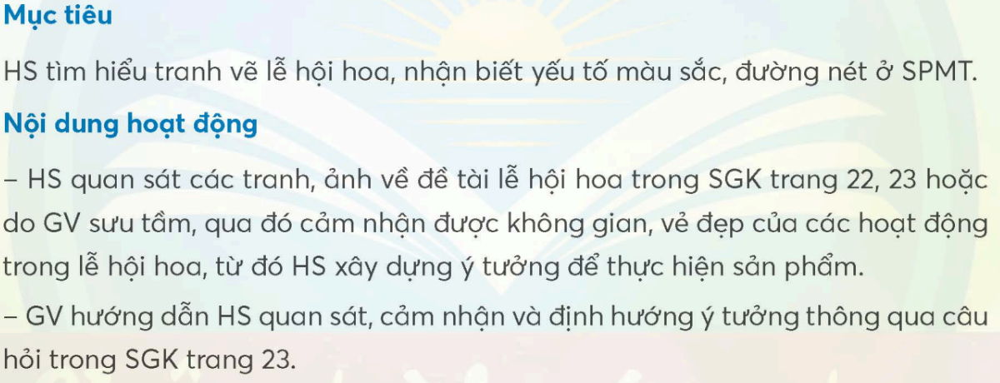 Mục tiêu
HS tìm hiểu tranh vẽ lễ hội hoa, nhận biết yếu tố màu sắc, đường nét ở SPMT.
Nội dung hoạt động
– HS quan sát các tranh, ảnh về đề tài lễ hội hoa trong SGK trang 22, 23 hoặc
do GV sưu tầm, qua đó cảm nhận được không gian, vẻ đẹp của các hoạt động
trong lễ hội hoa, từ đó HS xây dựng ý tưởng để thực hiện sản phẩm.
– GV hướng dẫn HS quan sát, cảm nhận và định hướng ý tưởng thông qua câu
hỏi trong SGK trang 23.